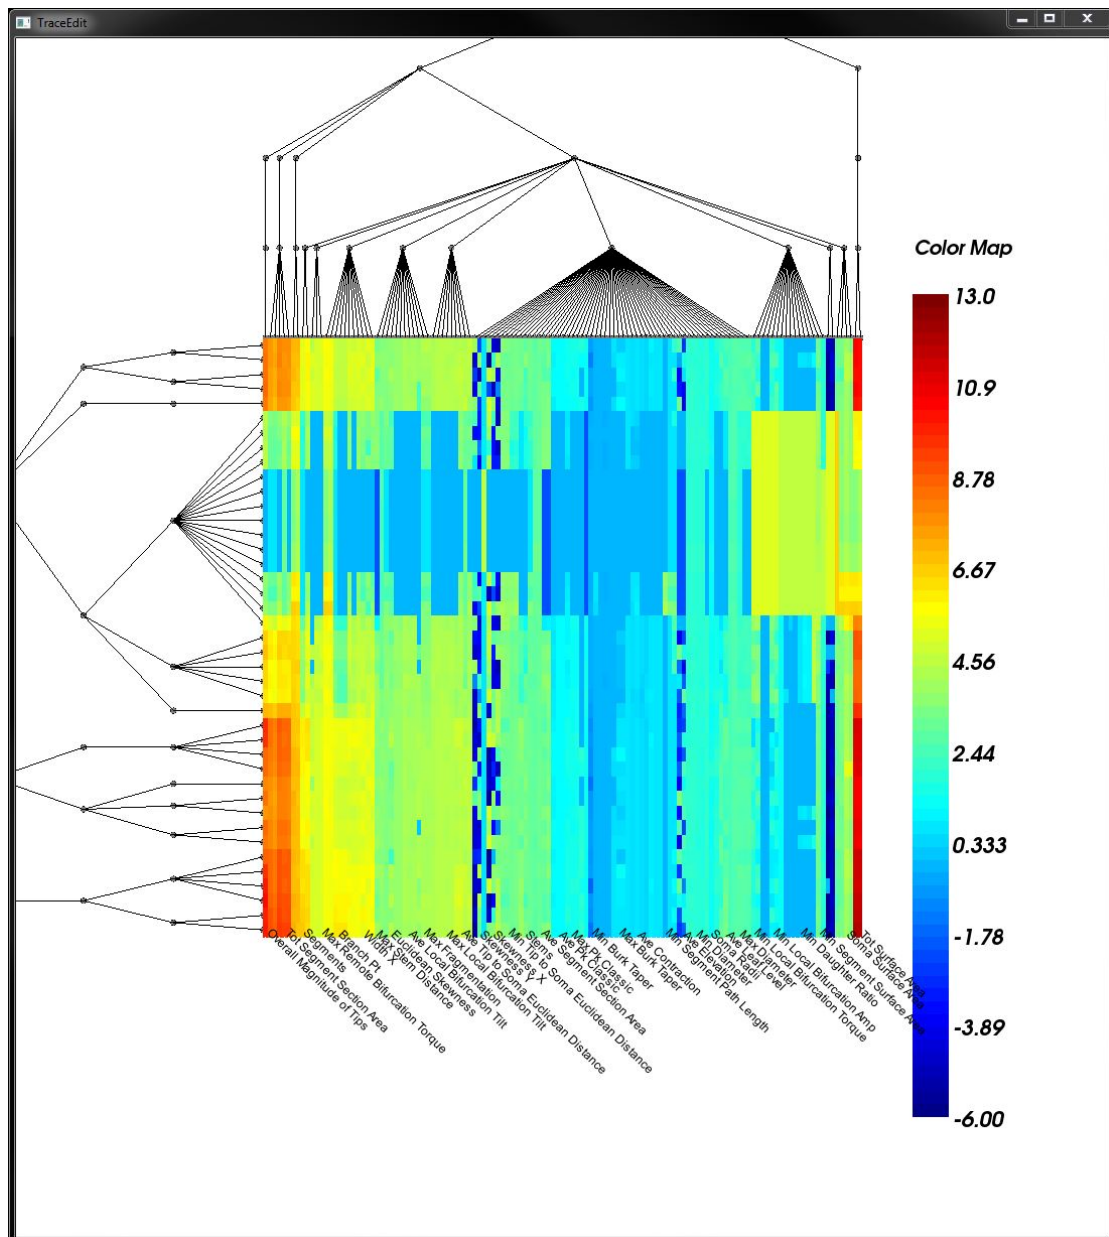 TraceEdit
Color Map
13.0
10.9
8.78
6.67
4.56
2.44
0.333
-1.78
-3.89
-6.00
Overall Magnitude of Tips
Tot Segment Section Area
Segments
Max Remote Bifurcation Torque
Branch Pt
Width X
Max Stem Distance
Euclidean Skewness
Ave Local Bifurcation Tilt
Max Fragmentation
Max Local Bifurcation Tilt
Ave Tip to Soma Euclidean Distance
Skewness Y
Skewness X
Min Tip to Soma Euclidean Distance
Stems
Ave Segment Section Area
Ave Pk Classic
Max Pk Classic
Min Burk Taper
Max Burk Taper
Ave Contraction
Min Segment Path Length
Ave Elevation
Min Diameter
Soma Radii
Ave Leaf Level
Max Diameter
Min Local Bifurcation Torque
Min Local Bifurcation Amp
Min Daughter Ratio
Min Segment Surface Area
Soma Surface Area
Tot Surface Area